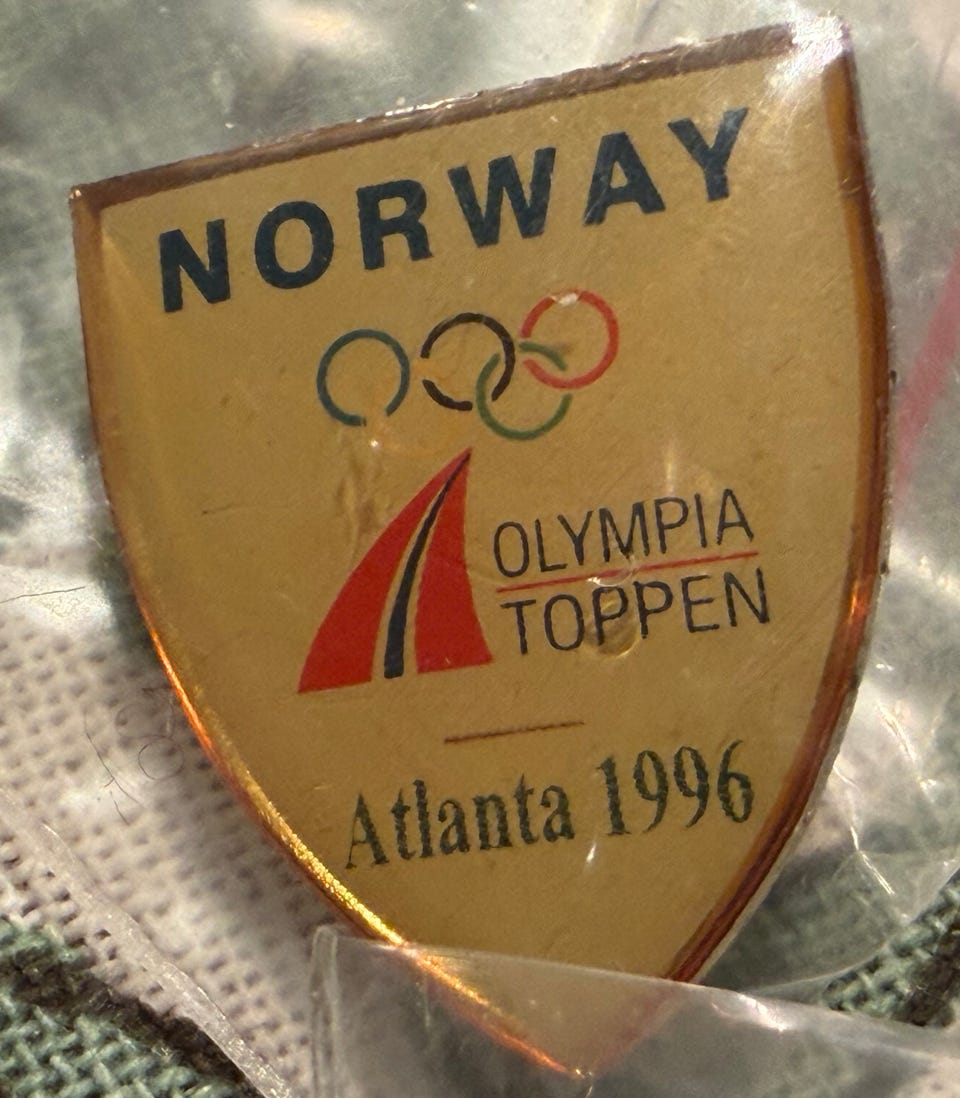 NORWAY
OLYMPIA
TOPPEN
Atlanta 1996